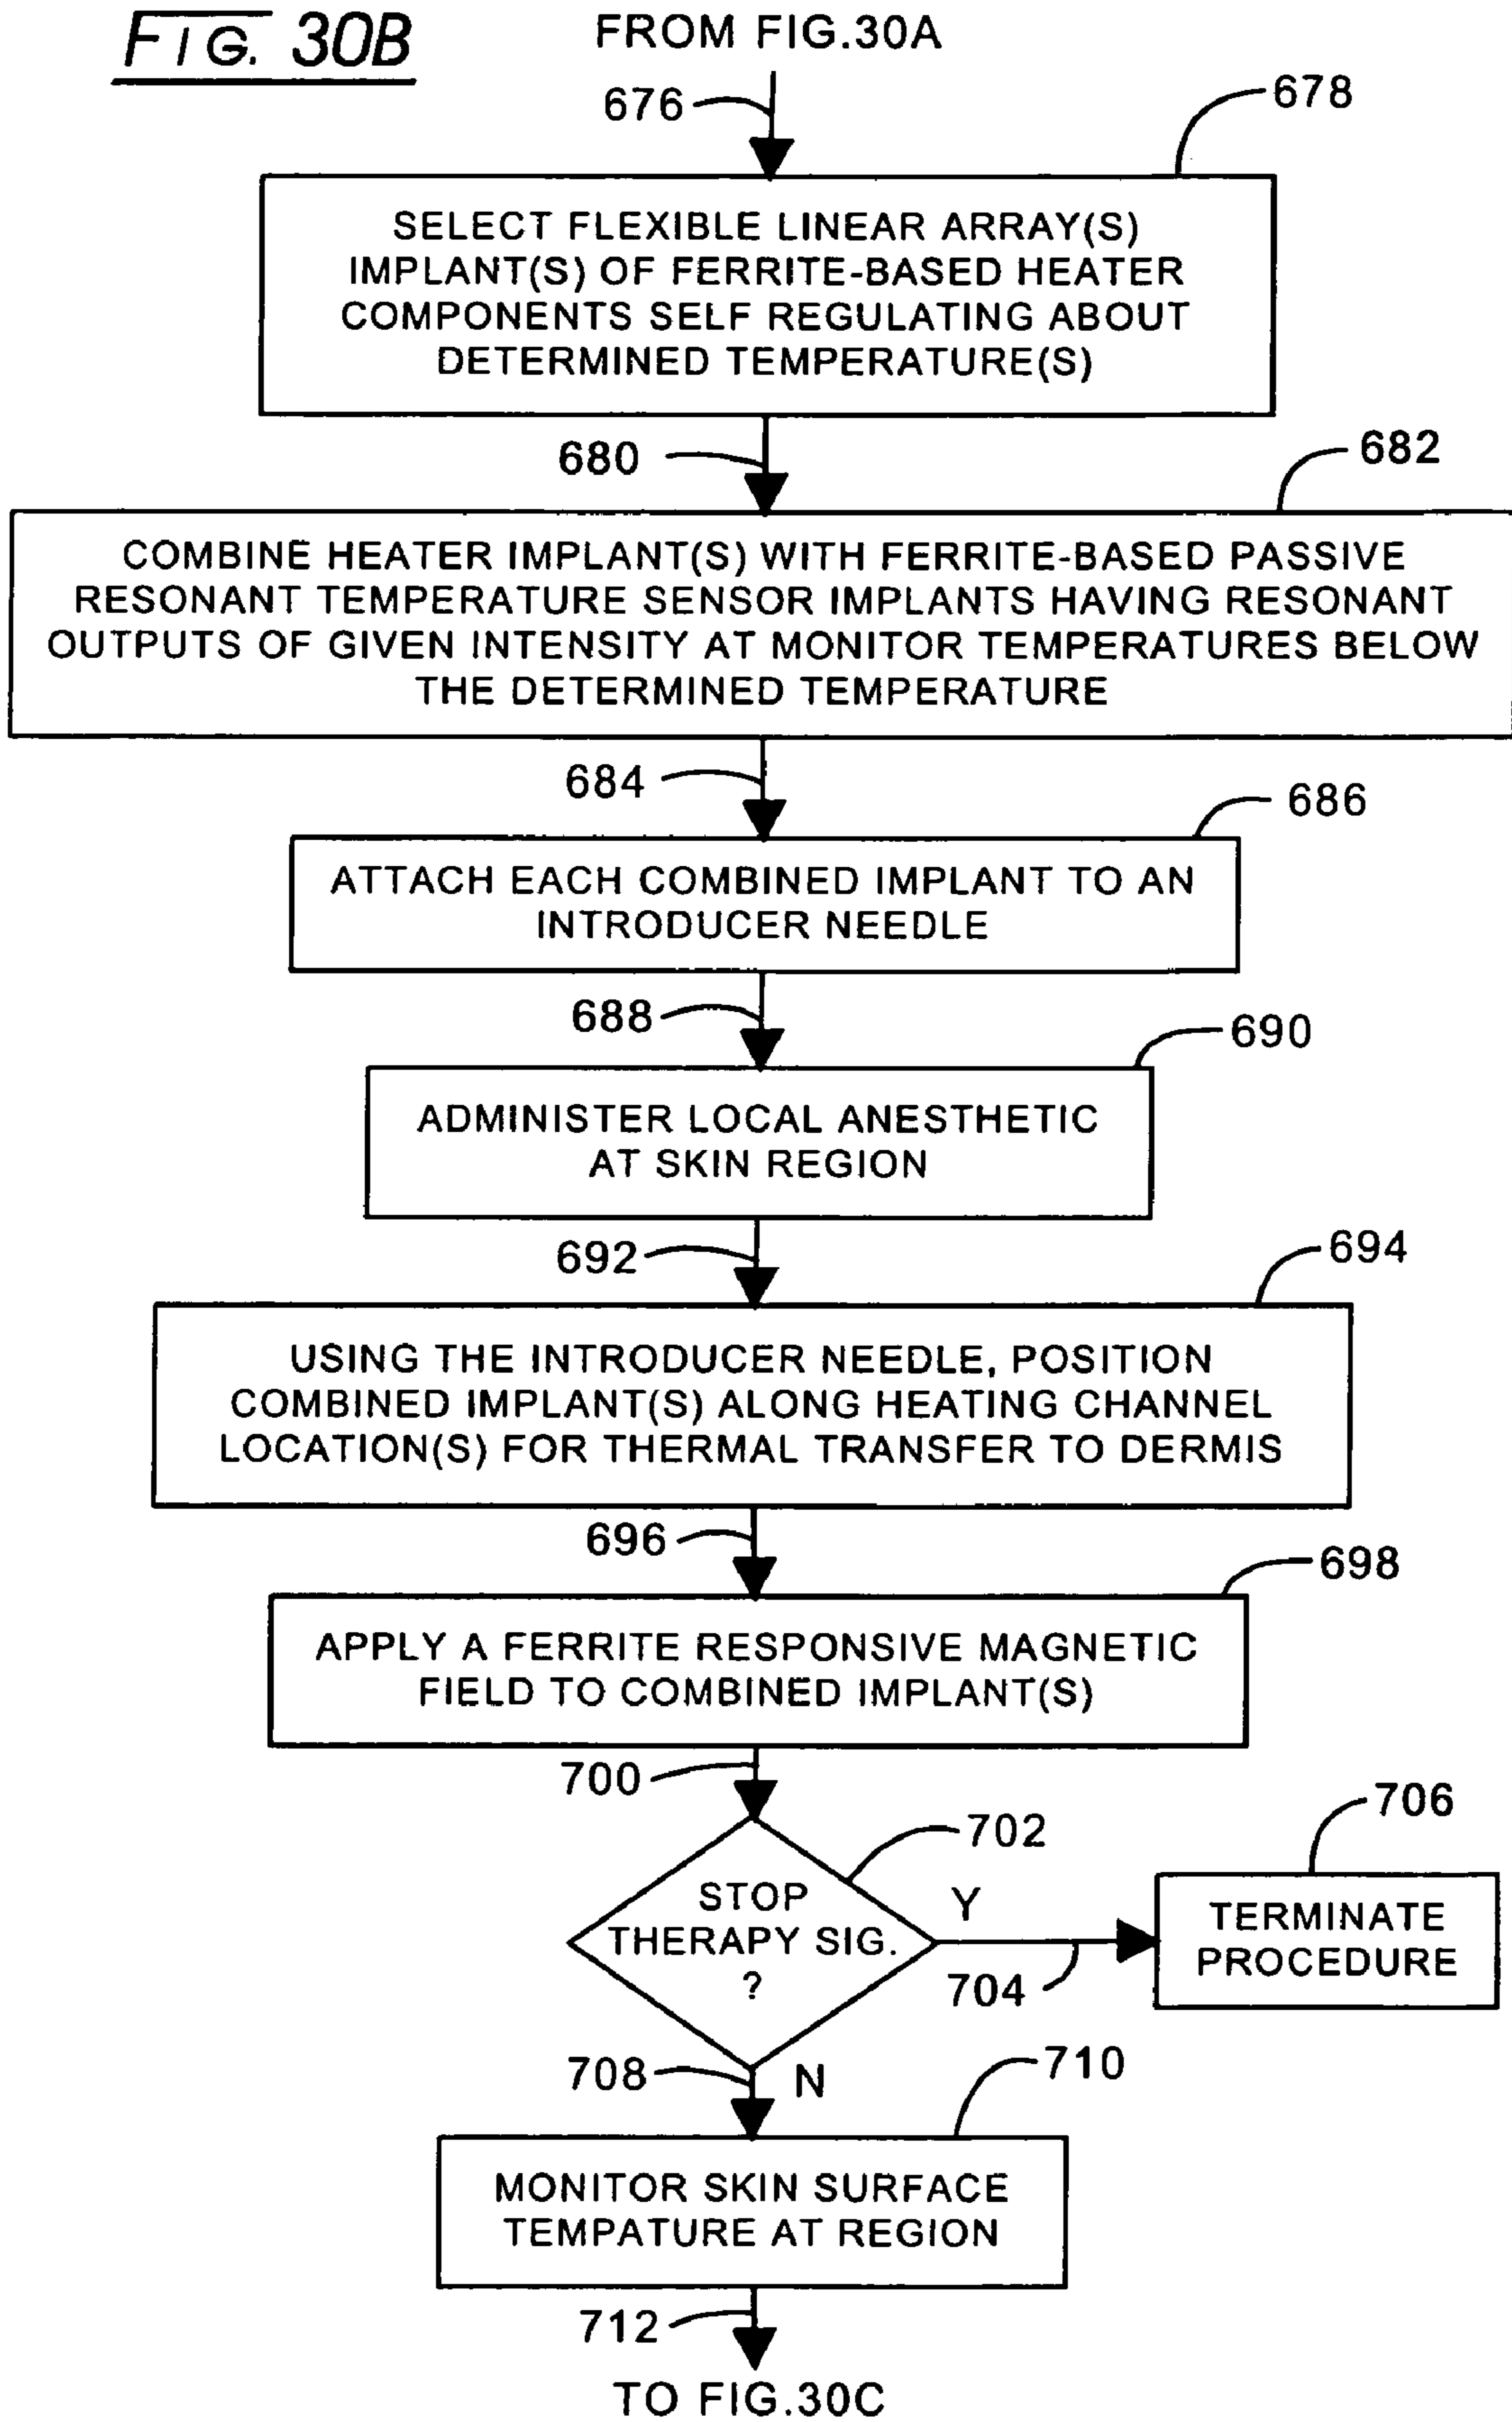 FIG. 30B
FROM FIG.30A
676
678
SELECT FLEXIBLE LINEAR ARRAY(S)
IMPLANT(S) OF FERRITE-BASED HEATER
COMPONENTS SELF REGULATING ABOUT
DETERMINED TEMPERATURE(S)
680
682
COMBINE HEATER IMPLANT(S) WITH FERRITE-BASED PASSIVE
RESONANT TEMPERATURE SENSOR IMPLANTS HAVING RESONANT
OUTPUTS OF GIVEN INTENSITY AT MONITOR TEMPERATURES BELOW
THE DETERMINED TEMPERATURE
684
686
ATTACH EACH COMBINED IMPLANT TO AN
INTRODUCER NEEDLE
688
690
ADMINISTER LOCAL ANESTHETIC
AT SKIN REGION
692
694
USING THE INTRODUCER NEEDLE, POSITION
COMBINED IMPLANT(S) ALONG HEATING CHANNEL
LOCATION(S) FOR THERMAL TRANSFER TO DERMIS
696
698
APPLY A FERRITE RESPONSIVE MAGNETIC
FIELD TO COMBINED IMPLANT(S)
700
702
706
STOP
THERAPY SIG.
?
Y
704
TERMINATE
PROCEDURE
708
N
710
MONITOR SKIN SURFACE
TEMPATURE AT REGION
712
TO FIG.30C